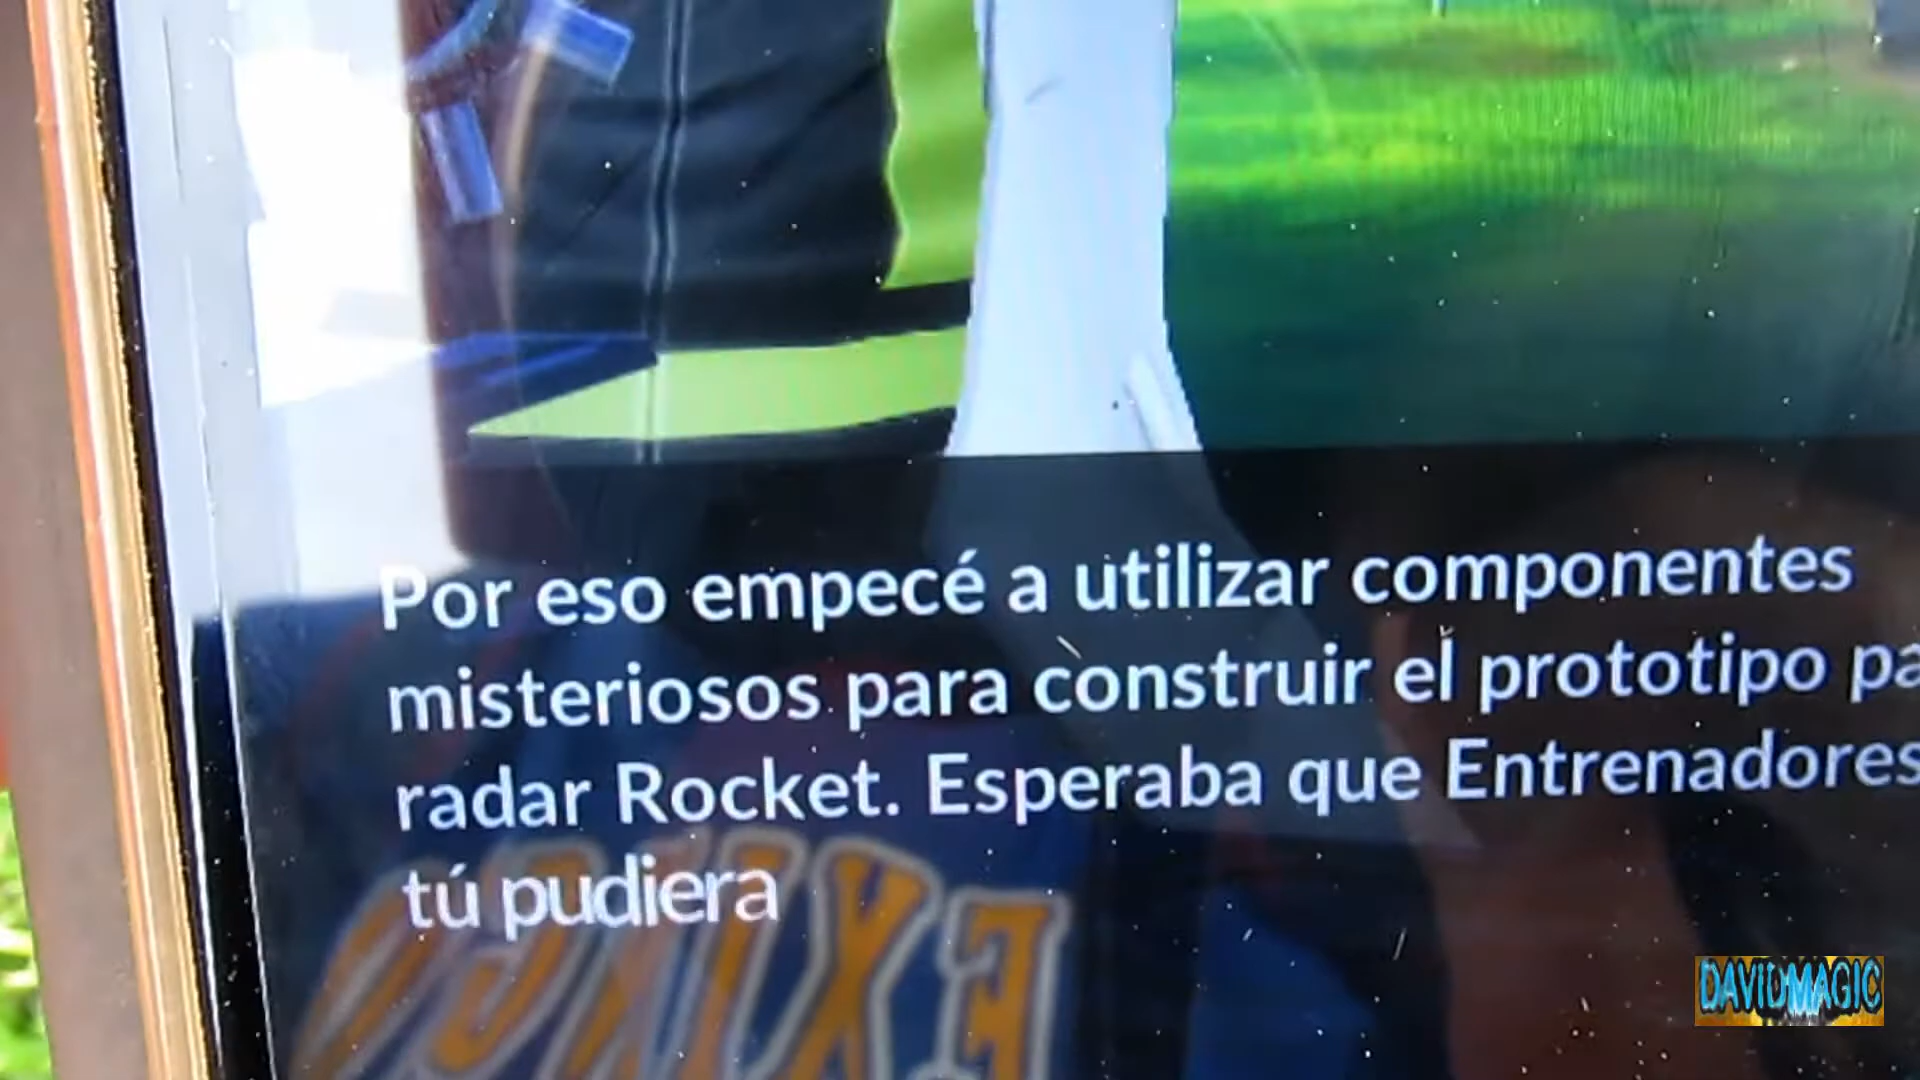 Por eso empecé a utilizar componentes
misteriosos para construir el prototipo pa
radar Rocket. Esperaba que Entrenadores
tú pudiera
DAVIDMAGIC